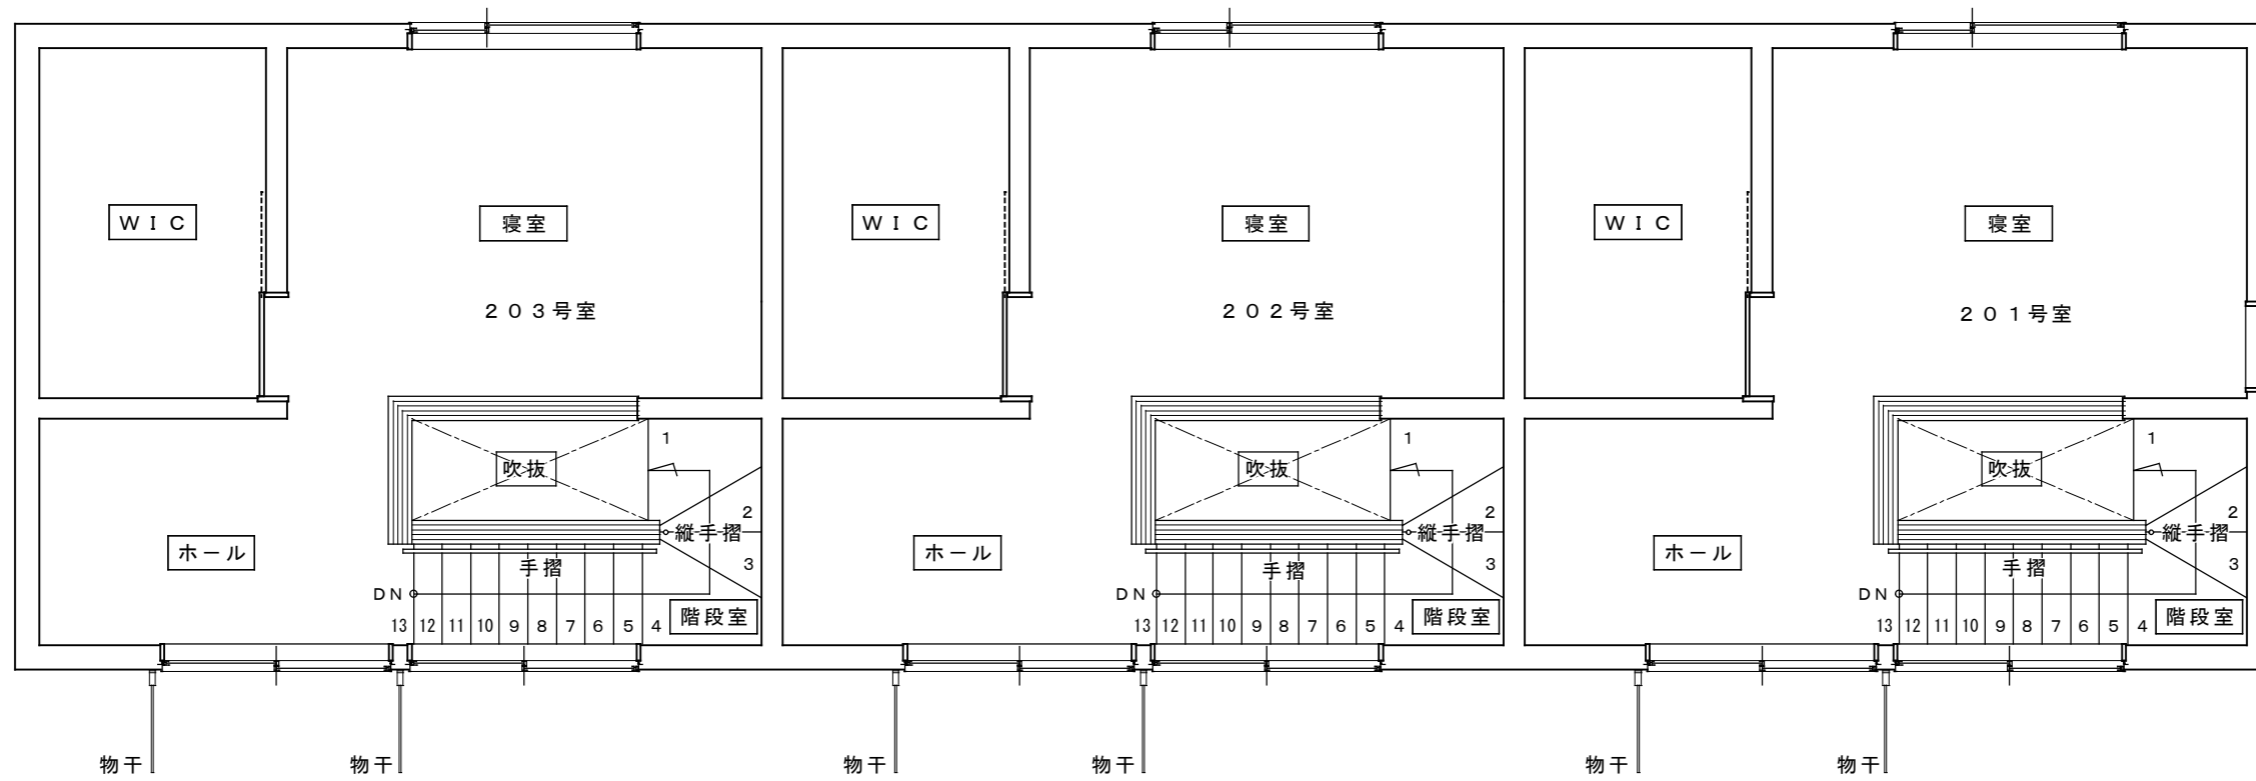 ＷＩＣ
寝室
ＷＩＣ
寝室
ＷＩＣ
寝室
２０３号室
２０２号室
２０１号室
1
1
1
吹抜
吹抜
吹抜
2
2
2
縦手摺
縦手摺
縦手摺
ホール
ホール
ホール
手摺
手摺
手摺
3
3
3
DN
DN
DN
階段室
階段室
階段室
13 12 11 10 9 8 7 6 5 4
13 12 11 10 9 8 7 6 5 4
13 12 11 10 9 8 7 6 5 4
物干
物干
物干
物干
物干
物干